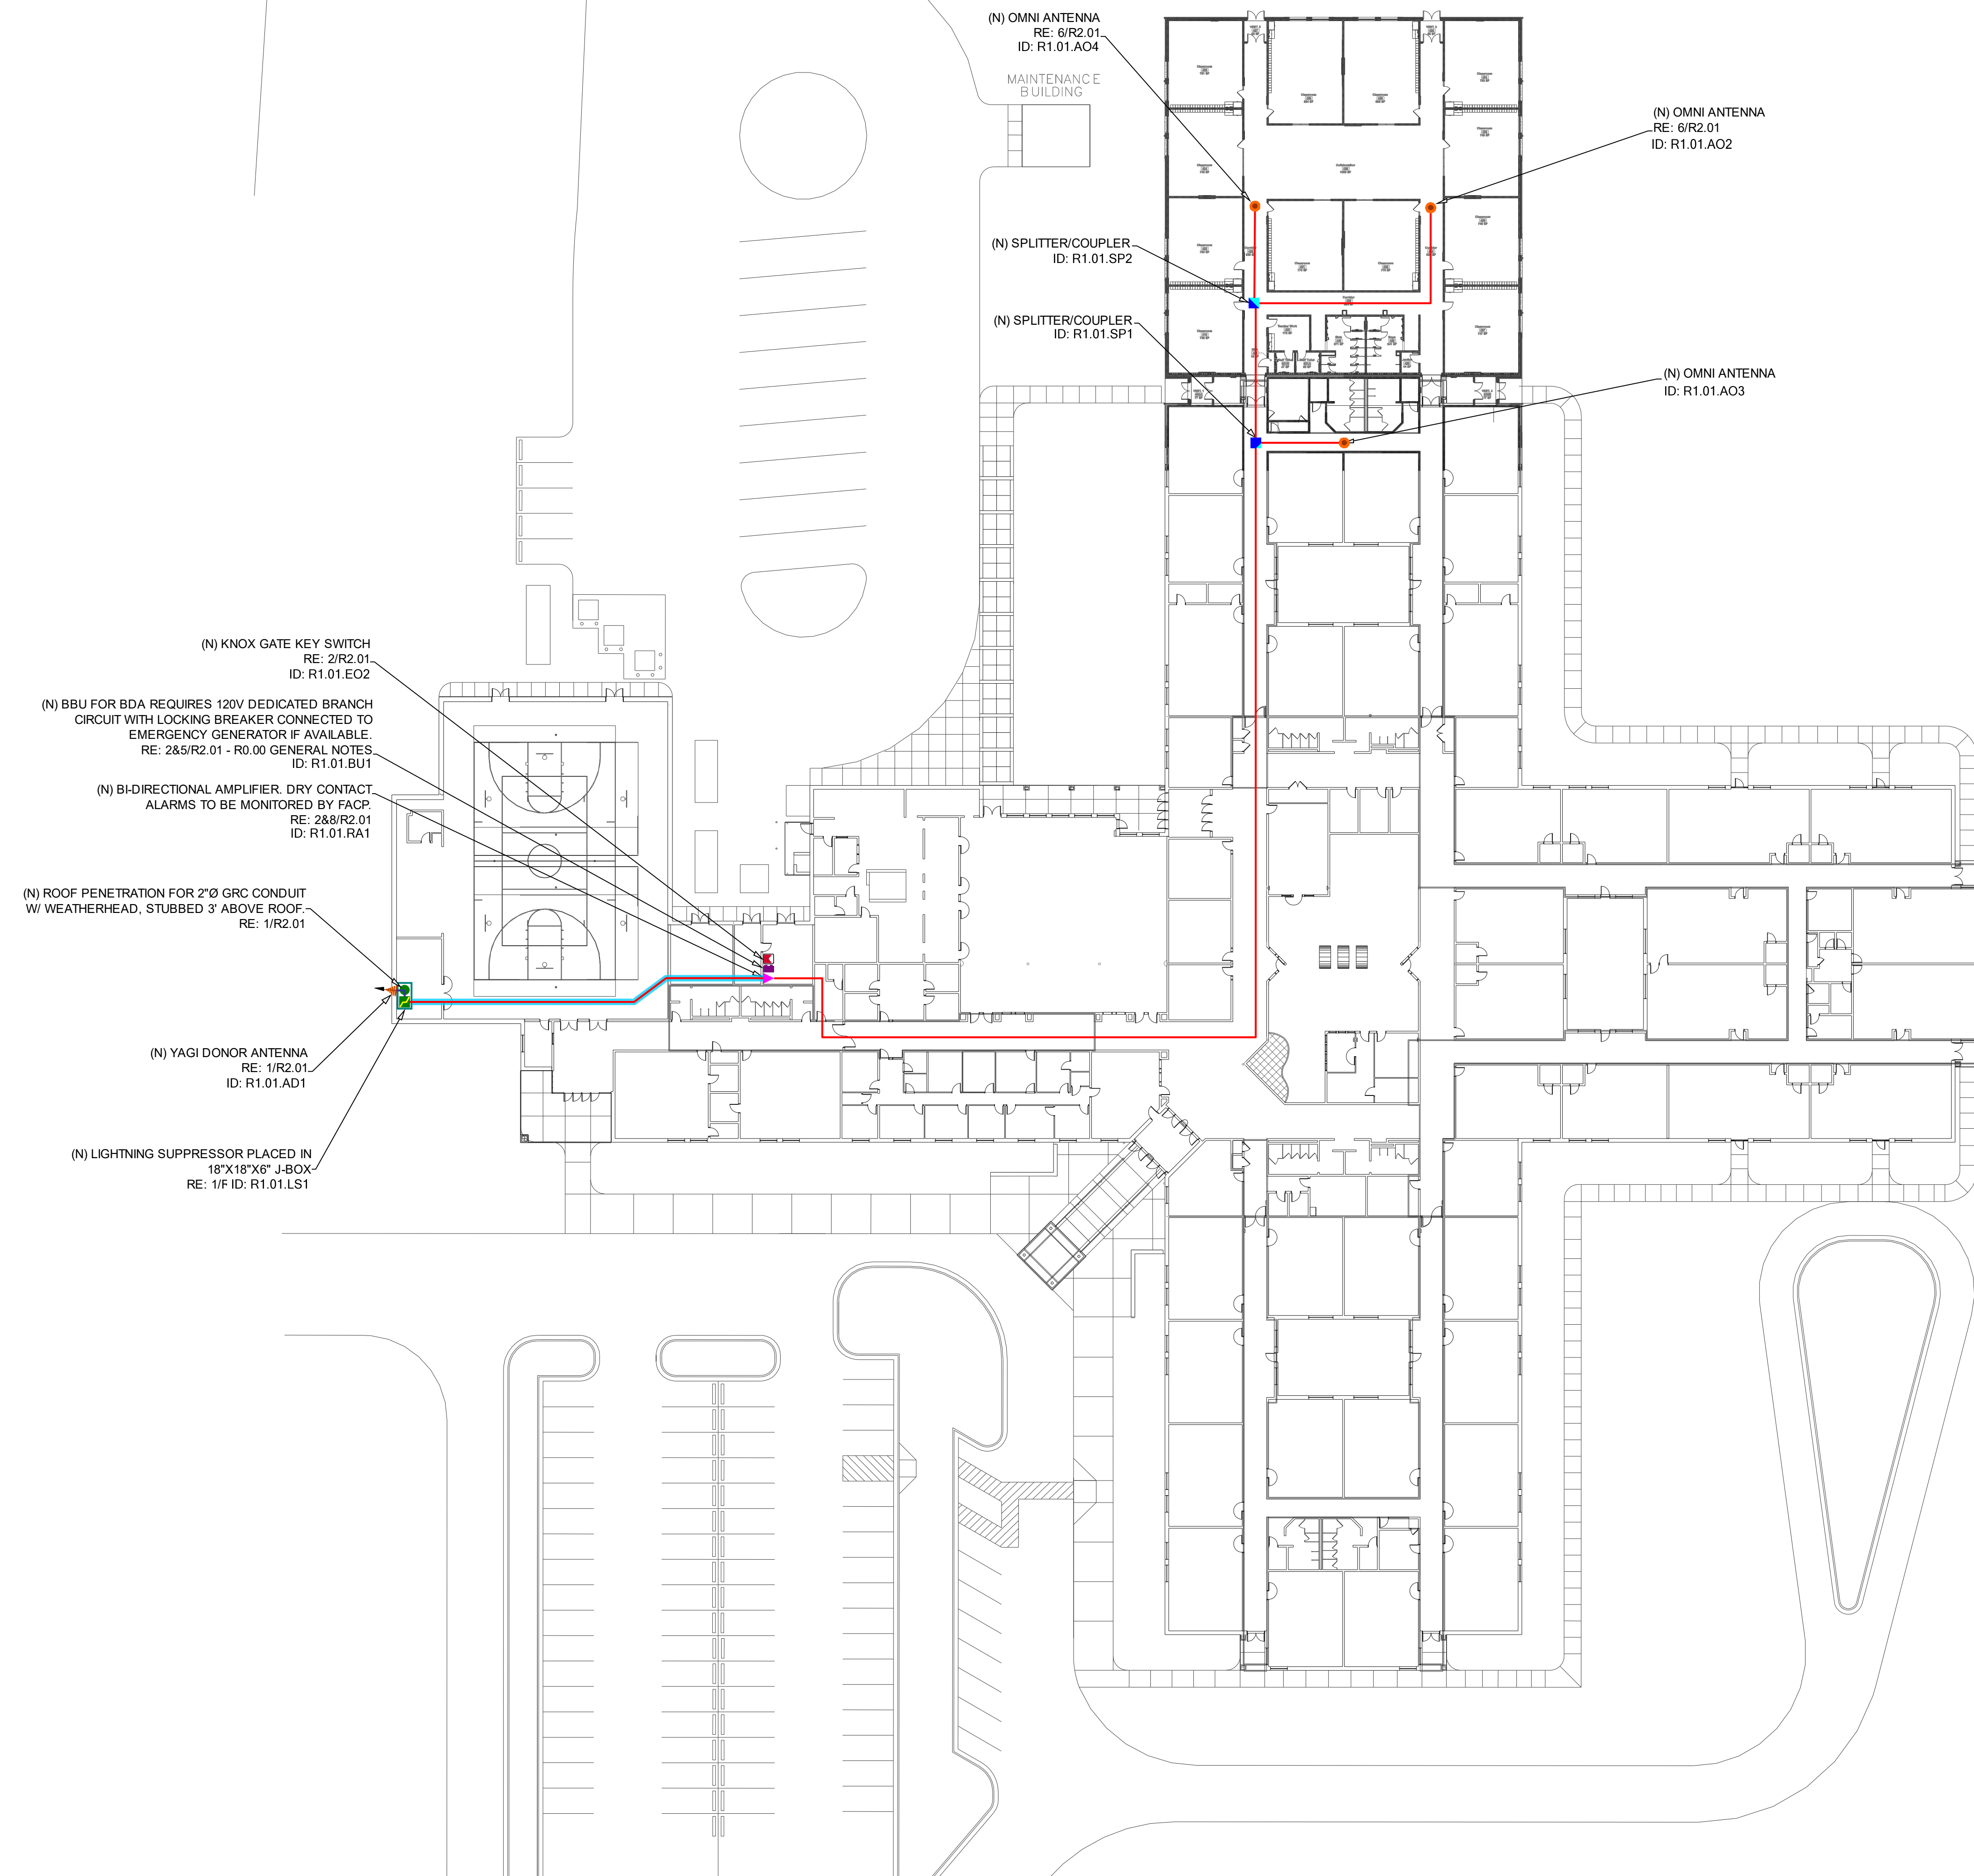 (N) OMNI ANTENNA
RE: 6/R2.01
ID: R1.01.AO4
MAINTENANCE
BUILDING
(N) OMNI ANTENNA
RE: 6/R2.01
ID: R1.01.AO2
(N) SPLITTER/COUPLER
ID: R1.01.SP2
(N) SPLITTER/COUPLER
ID: R1.01.SP1
(N) OMNI ANTENNA
ID: R1.01.AO3
(N) KNOX GATE KEY SWITCH
RE: 2/R2.01
ID: R1.01.EO2
(N) BBU FOR BDA REQUIRES 120V DEDICATED BRANCH
CIRCUIT WITH LOCKING BREAKER CONNECTED TO
EMERGENCY GENERATOR IF AVAILABLE.
RE: 2&5/R2.01 - R0.00 GENERAL NOTES
ID: R1.01.BU1
(N) BI-DIRECTIONAL AMPLIFIER. DRY CONTACT
ALARMS TO BE MONITORED BY FACP.
RE: 2&8/R2.01
ID: R1.01.RA1
(N) ROOF PENETRATION FOR 2"Ø GRC CONDUIT
W/ WEATHERHEAD, STUBBED 3' ABOVE ROOF.
RE: 1/R2.01
(N) YAGI DONOR ANTENNA
RE: 1/R2.01
ID: R1.01.AD1
(N) LIGHTNING SUPPRESSOR PLACED IN
18"X18"X6" J-BOX
RE: 1/F ID: R1.01.LS1